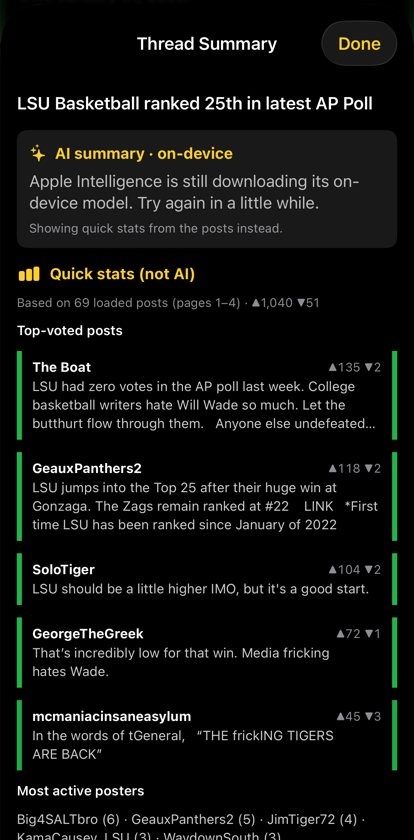 Thread Summary
Done
LSU Basketball ranked 25th in latest AP Poll
AI summary · on-device
Apple Intelligence is still downloading its on-
device model. Try again in a little while.
Showing quick stats from the posts instead.
Quick stats (not AI)
Based on 69 loaded posts (pages 1–4) · ▲1,040 ▼51
Top-voted posts
The Boat ▲135 ▼2
LSU had zero votes in the AP poll last week. College
basketball writers hate Will Wade so much. Let the
butthurt flow through them. Anyone else undefeated...
GeauxPanthers2 ▲118 ▼2
LSU jumps into the Top 25 after their huge win at
Gonzaga. The Zags remain ranked at #22 LINK *First
time LSU has been ranked since January of 2022
SoloTiger ▲104 ▼2
LSU should be a little higher IMO, but it's a good start.
GeorgeTheGreek ▲72 ▼1
That’s incredibly low for that win. Media fricking
hates Wade.
mcmaniacinsaneasylum ▲45 ▼3
In the words of tGeneral, “THE frickING TIGERS
ARE BACK”
Most active posters
Big4SALTbro (6) · GeauxPanthers2 (5) · JimTiger72 (4) ·
KamaCausey_LSU (3) · WaydownSouth (3)